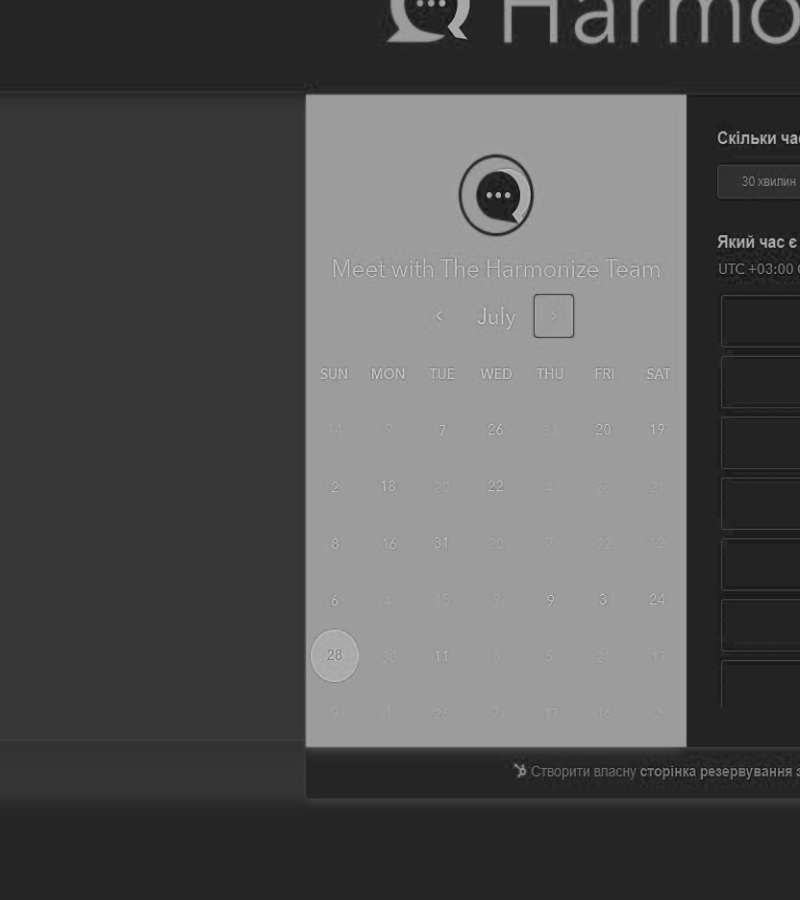 Harmo
Meet with The Harmonize Team
July
SUN MON TUE WED THU FRI SAT
14 9 7 26 31 20 19
2 18 20 22 4 28 21
8 16 31 20 7 22 12
6 4 15 9 9 3 24
28 30 11 8 5 21 17
9 1 26 7 17 16 2
Скільки час
30 хвилин
Який час є
UTC +03:00
Створити власну сторінка резервування з